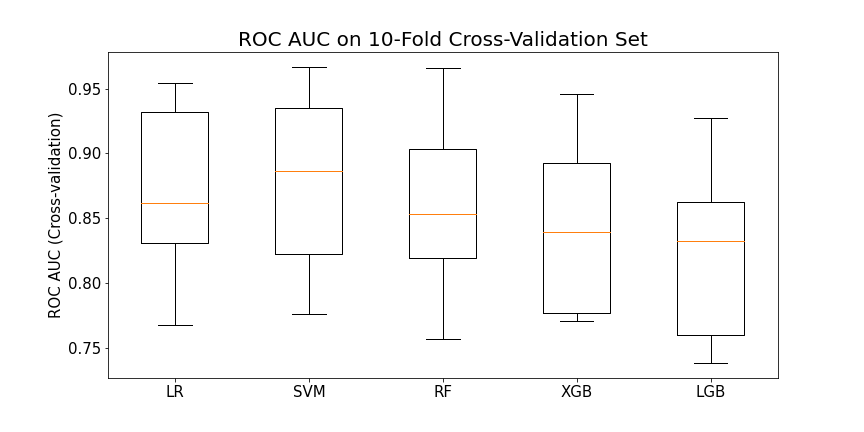 ROC AUC on 10-Fold Cross-Validation Set
ROC AUC (Cross-validation)
0.95
0.90
0.85
0.80
0.75
LR SVM RF XGB LGB